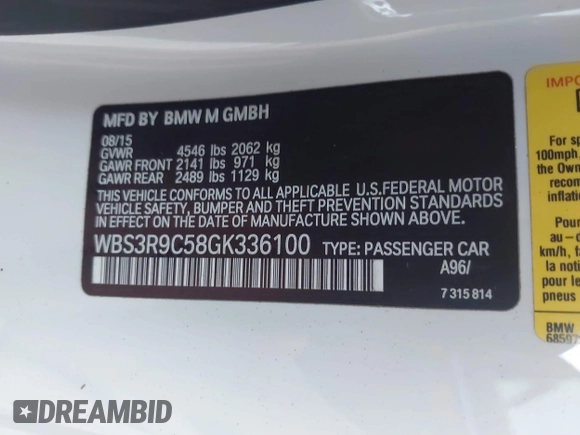 MFD BY BMW M GMBH
08/15
GVWR 4546 lbs 2062 kg
GAWR FRONT 2141 lbs 971 kg
GAWR REAR 2489 lbs 1129 kg
THIS VEHICLE CONFORMS TO ALL APPLICABLE U.S.FEDERAL MOTOR
VEHICLE SAFETY, BUMPER AND THEFT PREVENTION STANDARDS
IN EFFECT ON THE DATE OF MANUFACTURE SHOWN ABOVE.
WBS3R9C58GK336100 TYPE: PASSENGER CAR
A96/
7 315 814
IMPO
For sp
100mph,
the Own
recom
inflation
Pour
au-
km/h, fa
la notic
pour le
pneus
BMW
68597
DREAMBID